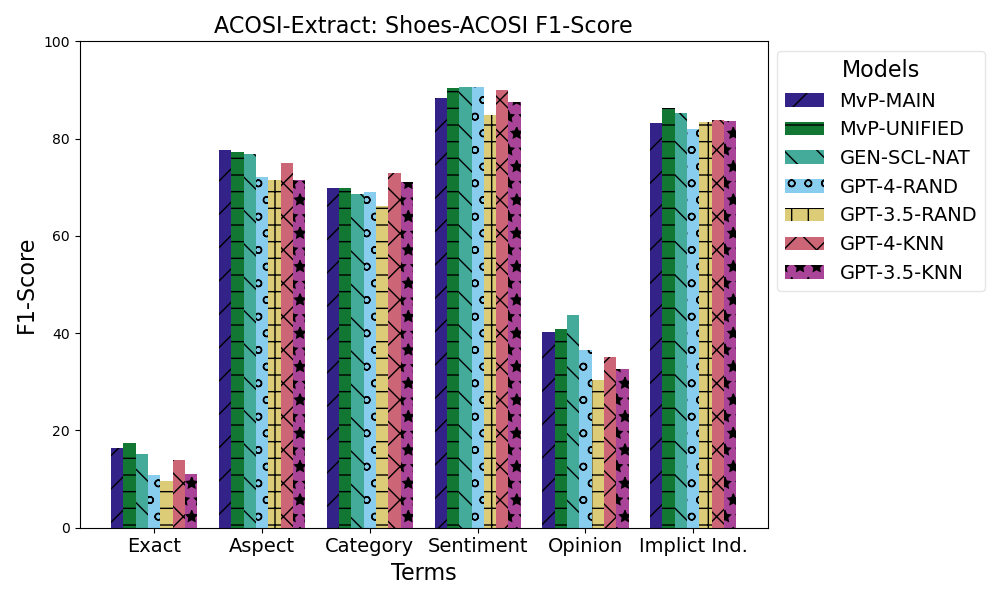 ACOSI-Extract: Shoes-ACOSI F1-Score
100
80
60
40
20
0
F1-Score
Exact Aspect Category Sentiment Opinion Implict Ind.
Terms
Models
MvP-MAIN
MvP-UNIFIED
GEN-SCL-NAT
GPT-4-RAND
GPT-3.5-RAND
GPT-4-KNN
GPT-3.5-KNN